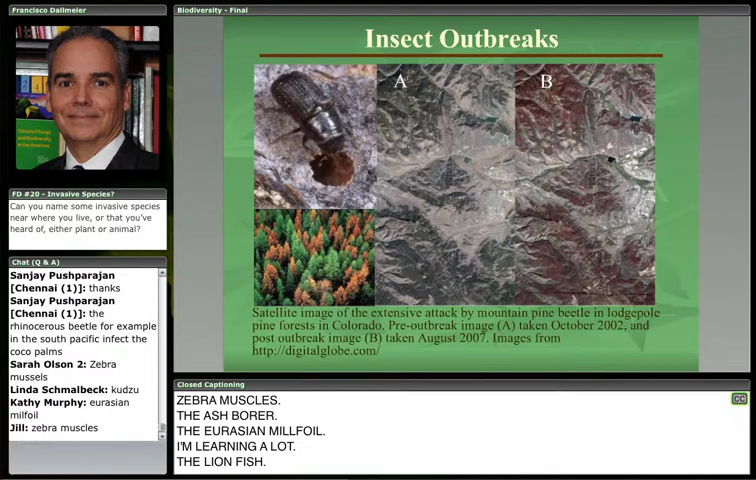 Francisco Dallmeier
FD #20 - Invasive Species?
Can you name some invasive species
near where you live, or that you've
heard of, either plant or animal?
Chat (Q & A)
Sanjay Pushparajan
[Chennai (1)]: thanks
Sanjay Pushparajan
[Chennai (1)]: the
rhinocerous beetle for example
in the south pacific infect the
coco palms
Sarah Olson 2: Zebra
mussels
Linda Schmalbeck: kudzu
Kathy Murphy: eurasian
milfoil
Jill: zebra muscles
Biodiversity - Final
Insect Outbreaks
A
B
Satellite image of the extensive attack by mountain pine beetle in lodgepole
pine forests in Colorado. Pre-outbreak image (A) taken October 2002, and
post outbreak image (B) taken August 2007. Images from
http://digitalglobe.com/
Closed Captioning
CC
ZEBRA MUSCLES.
THE ASH BORER.
THE EURASIAN MILLFOIL.
I'M LEARNING A LOT.
THE LION FISH.